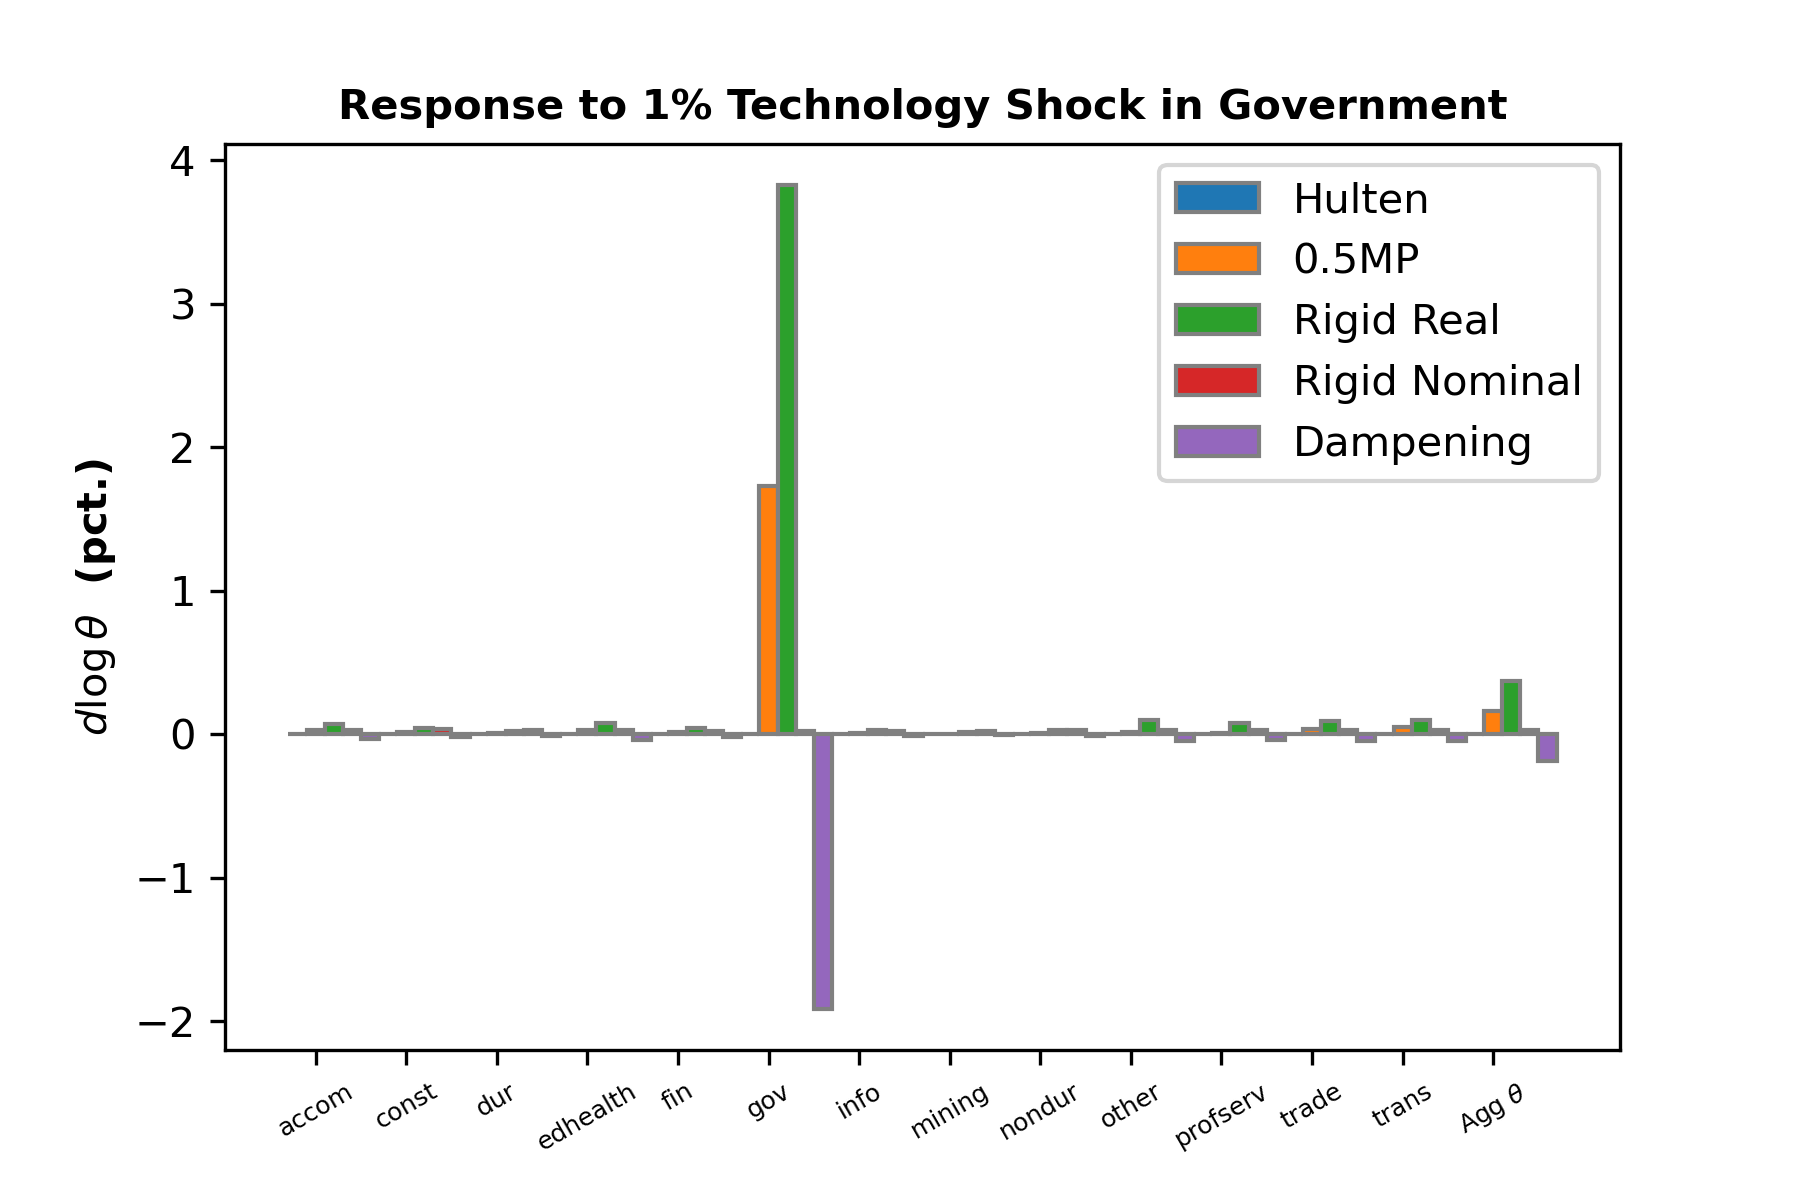 Response to 1% Technology Shock in Government
dlog θ (pct.)
4
3
2
1
0
−1
−2
Hulten
0.5MP
Rigid Real
Rigid Nominal
Dampening
accom
const
dur
edhealth
fin
gov
info
mining
nondur
other
profserv
trade
trans
Agg θ